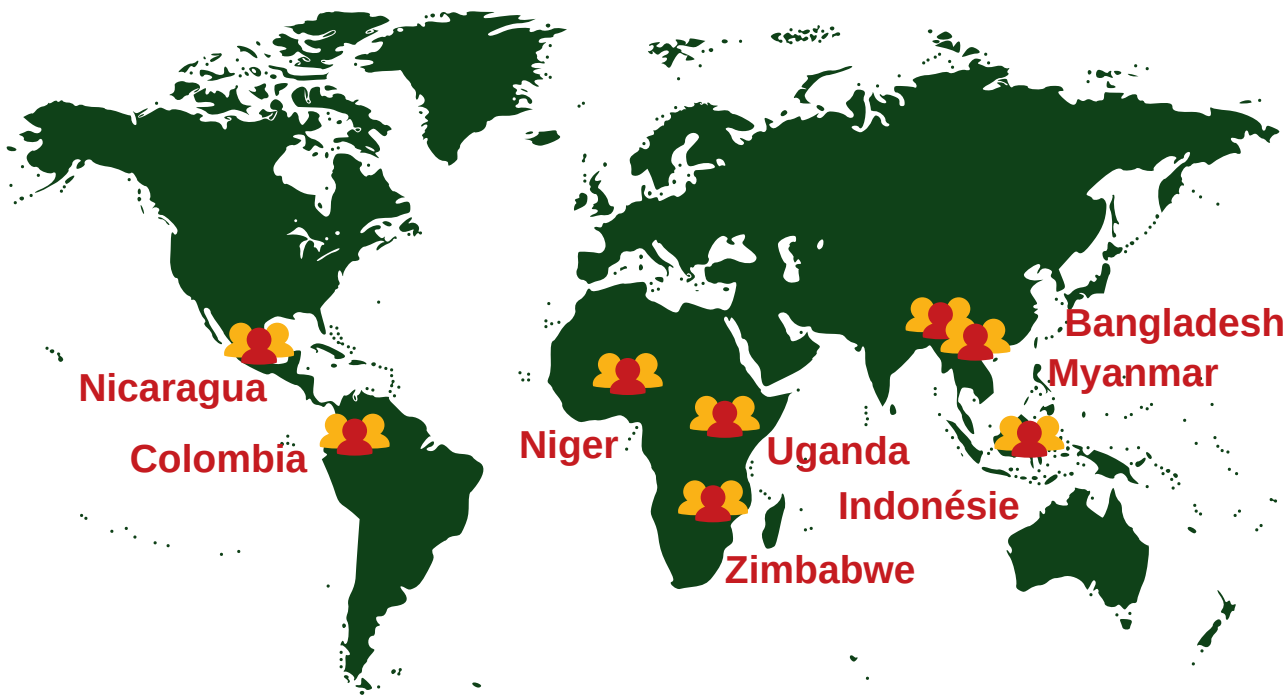 Bangladesh
Myanmar
Nicaragua
Colombia
Niger
Uganda
Indonésie
Zimbabwe